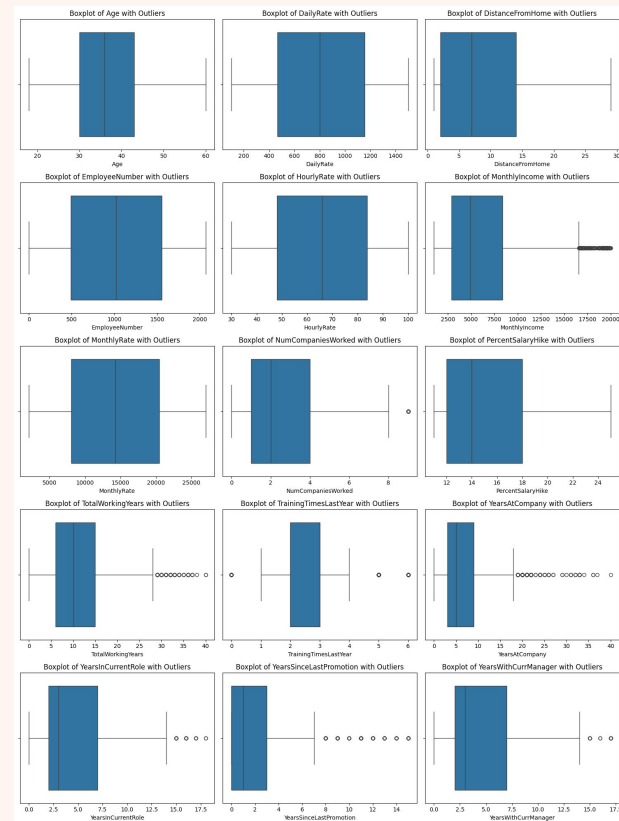 Boxplot of Age with Outliers
20 30 40 50 60
Age
Boxplot of DailyRate with Outliers
200 400 600 800 1000 1200 1400
DailyRate
Boxplot of DistanceFromHome with Outliers
0 5 10 15 20 25 30
DistanceFromHome
Boxplot of EmployeeNumber with Outliers
0 500 1000 1500 2000
EmployeeNumber
Boxplot of HourlyRate with Outliers
30 40 50 60 70 80 90 100
HourlyRate
Boxplot of MonthlyIncome with Outliers
2500 5000 7500 10000 12500 15000 17500 20000
MonthlyIncome
Boxplot of MonthlyRate with Outliers
5000 10000 15000 20000 25000
MonthlyRate
Boxplot of NumCompaniesWorked with Outliers
0 2 4 6 8
NumCompaniesWorked
Boxplot of PercentSalaryHike with Outliers
12 14 16 18 20 22 24
PercentSalaryHike
Boxplot of TotalWorkingYears with Outliers
0 5 10 15 20 25 30 35 40
TotalWorkingYears
Boxplot of TrainingTimesLastYear with Outliers
0 1 2 3 4 5 6
TrainingTimesLastYear
Boxplot of YearsAtCompany with Outliers
0 5 10 15 20 25 30 35 40
YearsAtCompany
Boxplot of YearsInCurrentRole with Outliers
0.0 2.5 5.0 7.5 10.0 12.5 15.0 17.5
YearsInCurrentRole
Boxplot of YearsSinceLastPromotion with Outliers
0 2 4 6 8 10 12 14
YearsSinceLastPromotion
Boxplot of YearsWithCurrManager with Outliers
0.0 2.5 5.0 7.5 10.0 12.5 15.0 17.5
YearsWithCurrManager